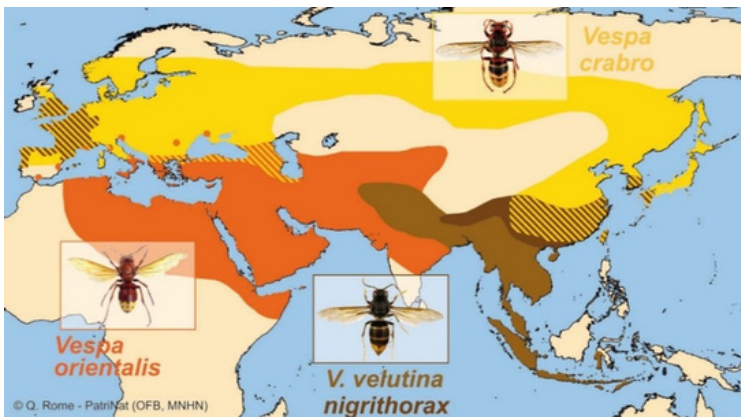 Vespa
crabro
Vespa
orientalis
V. velutina
nigrithorax
© Q. Rome - PatriNat (OFB, MNHN)